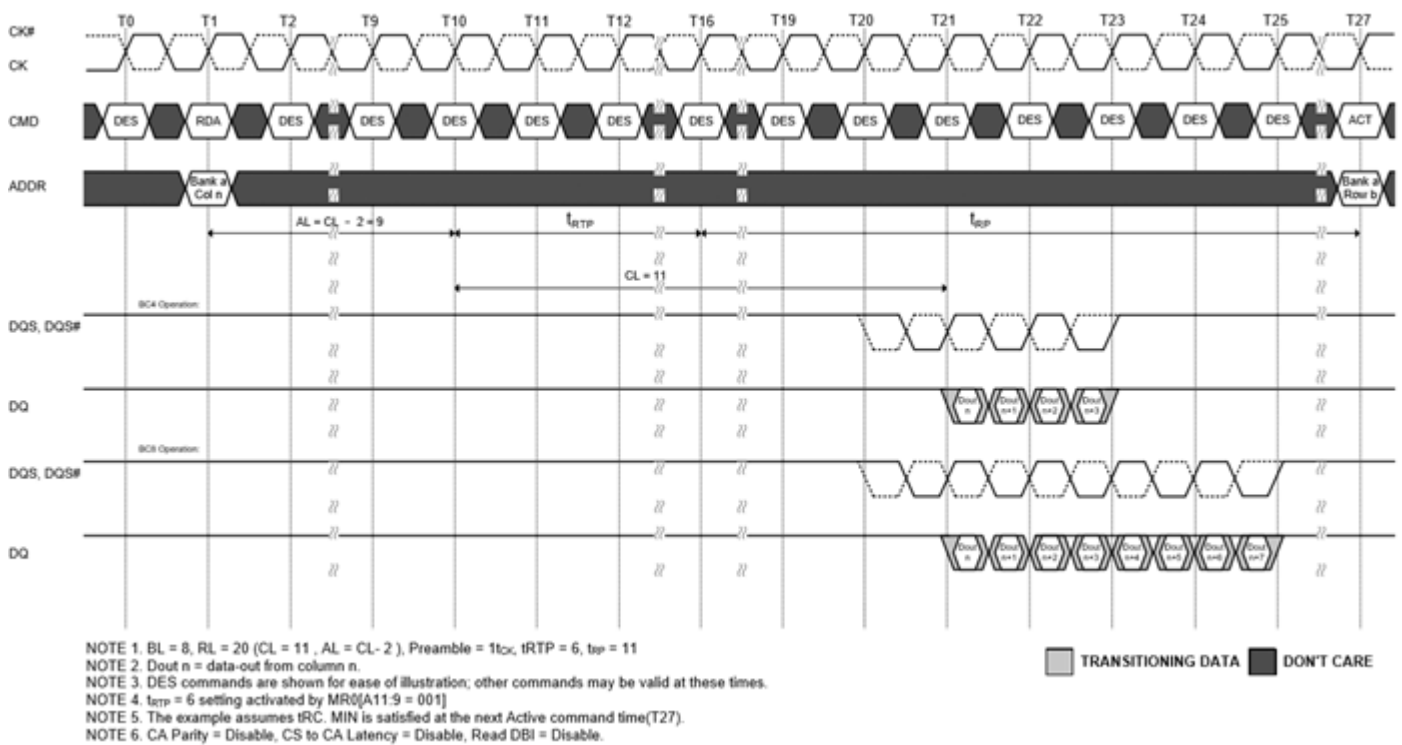 T0 T1 T2 T9 T10 T11 T12 T16 T19 T20 T21 T22 T23 T24 T25 T27
CK#
CK
CMD DES RDA DES DES DES DES DES DES DES DES DES DES DES DES DES ACT
ADDR Bank a Col n Bank a Row b
AL = CL - 2 = 9 tRTP tRP
CL = 11
BC4 Operation:
DQS, DQS#
DQ Dout n Dout n+1 Dout n+2 Dout n+3
BC8 Operation:
DQS, DQS#
DQ Dout n Dout n+1 Dout n+2 Dout n+3 Dout n+4 Dout n+5 Dout n+6 Dout n+7
NOTE 1. BL = 8, RL = 20 (CL = 11 , AL = CL- 2 ), Preamble = 1tCK, tRTP = 6, tRP = 11
NOTE 2. Dout n = data-out from column n.
NOTE 3. DES commands are shown for ease of illustration; other commands may be valid at these times.
NOTE 4. tRTP = 6 setting activated by MR0[A11:9 = 001]
NOTE 5. The example assumes tRC. MIN is satisfied at the next Active command time(T27).
NOTE 6. CA Parity = Disable, CS to CA Latency = Disable, Read DBI = Disable.
TRANSITIONING DATA DON'T CARE